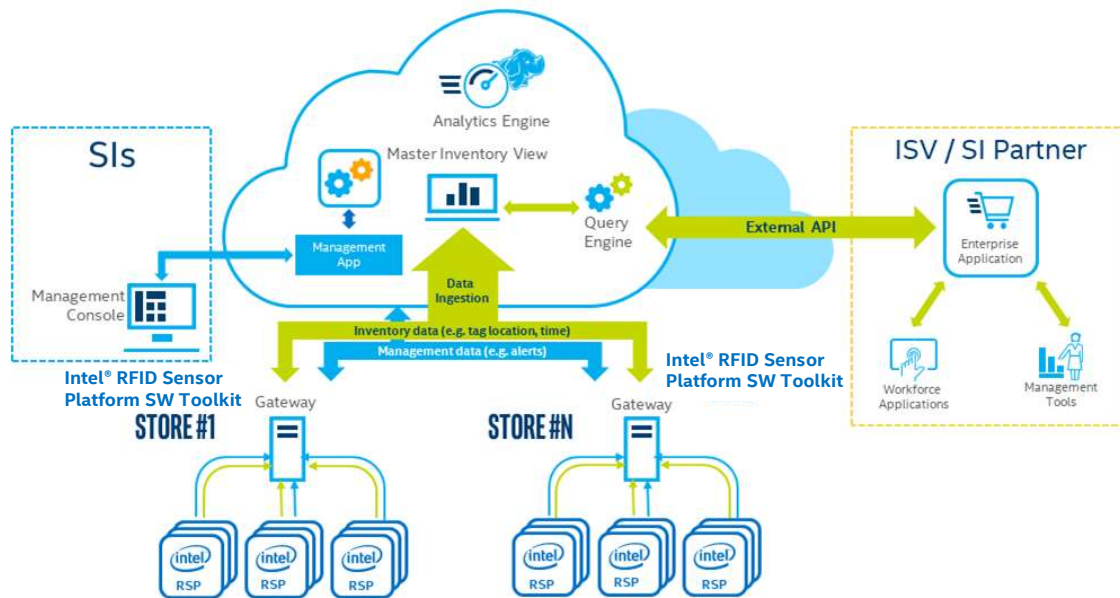 Analytics Engine
SIs
Master Inventory View
ISV / SI Partner
Management
App
Query
Engine
External API
Enterprise
Application
Data
Ingestion
Management
Console
Inventory data (e.g. tag location, time)
Management data (e.g. alerts)
Intel® RFID Sensor
Platform SW Toolkit
Intel® RFID Sensor
Platform SW Toolkit
Workforce
Applications
Management
Tools
STORE #1
Gateway
STORE #N
Gateway
intel
RSP
intel
RSP
intel
RSP
intel
RSP
intel
RSP
intel
RSP